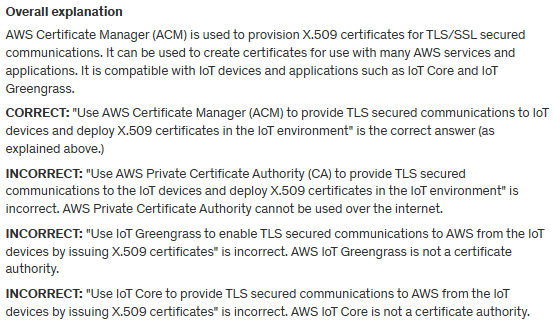 Overall explanation
AWS Certificate Manager (ACM) is used to provision X.509 certificates for TLS/SSL secured
communications. It can be used to create certificates for use with many AWS services and
applications. It is compatible with IoT devices and applications such as IoT Core and IoT
Greengrass.
CORRECT: "Use AWS Certificate Manager (ACM) to provide TLS secured communications to IoT
devices and deploy X.509 certificates in the IoT environment" is the correct answer (as
explained above.)
INCORRECT: "Use AWS Private Certificate Authority (CA) to provide TLS secured
communications to the IoT devices and deploy X.509 certificates in the IoT environment" is
incorrect. AWS Private Certificate Authority cannot be used over the internet.
INCORRECT: "Use IoT Greengrass to enable TLS secured communications to AWS from the IoT
devices by issuing X.509 certificates" is incorrect. AWS IoT Greengrass is not a certificate
authority.
INCORRECT: "Use IoT Core to provide TLS secured communications to AWS from the IoT
devices by issuing X.509 certificates" is incorrect. AWS IoT Core is not a certificate authority.